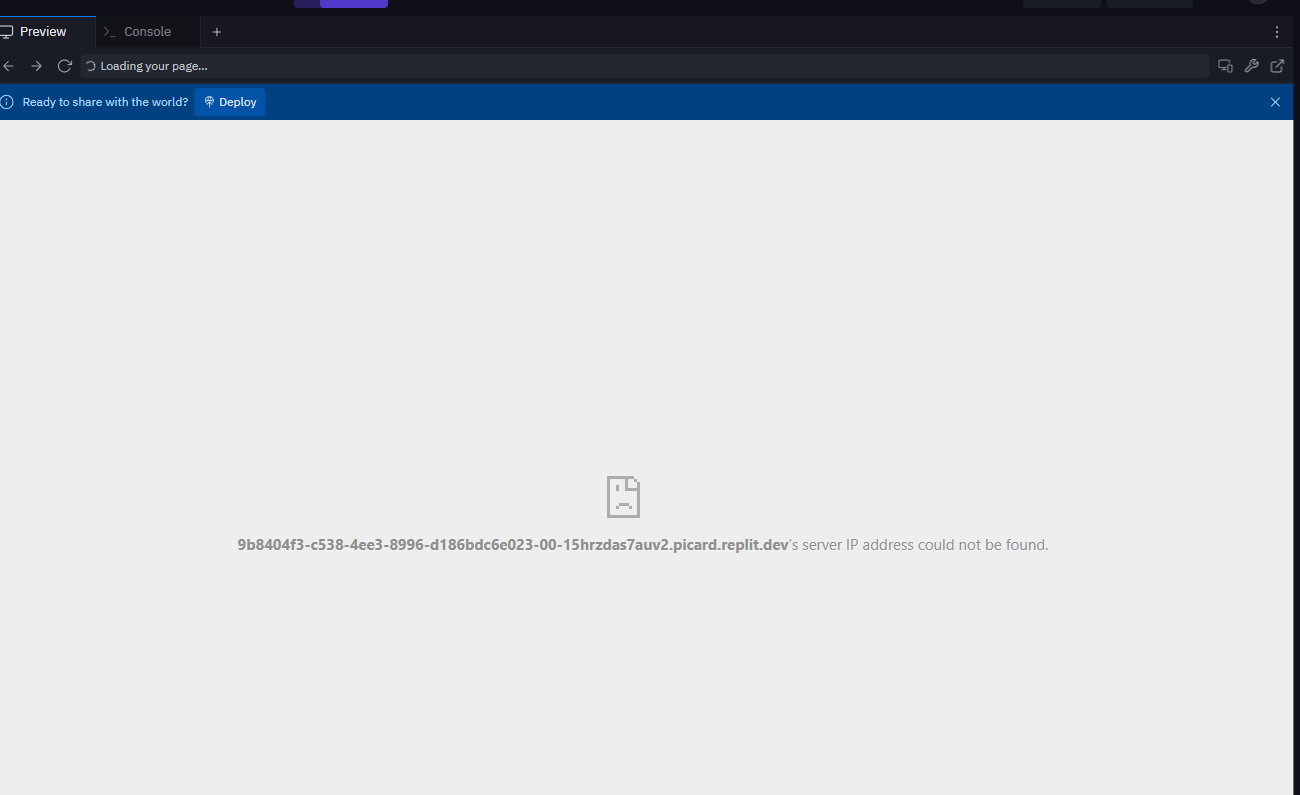 Preview
Console
Loading your page...
Ready to share with the world?
Deploy
9b8404f3-c538-4ee3-8996-d186bdc6e023-00-15hrzdas7auv2.picard.replit.dev's server IP address could not be found.